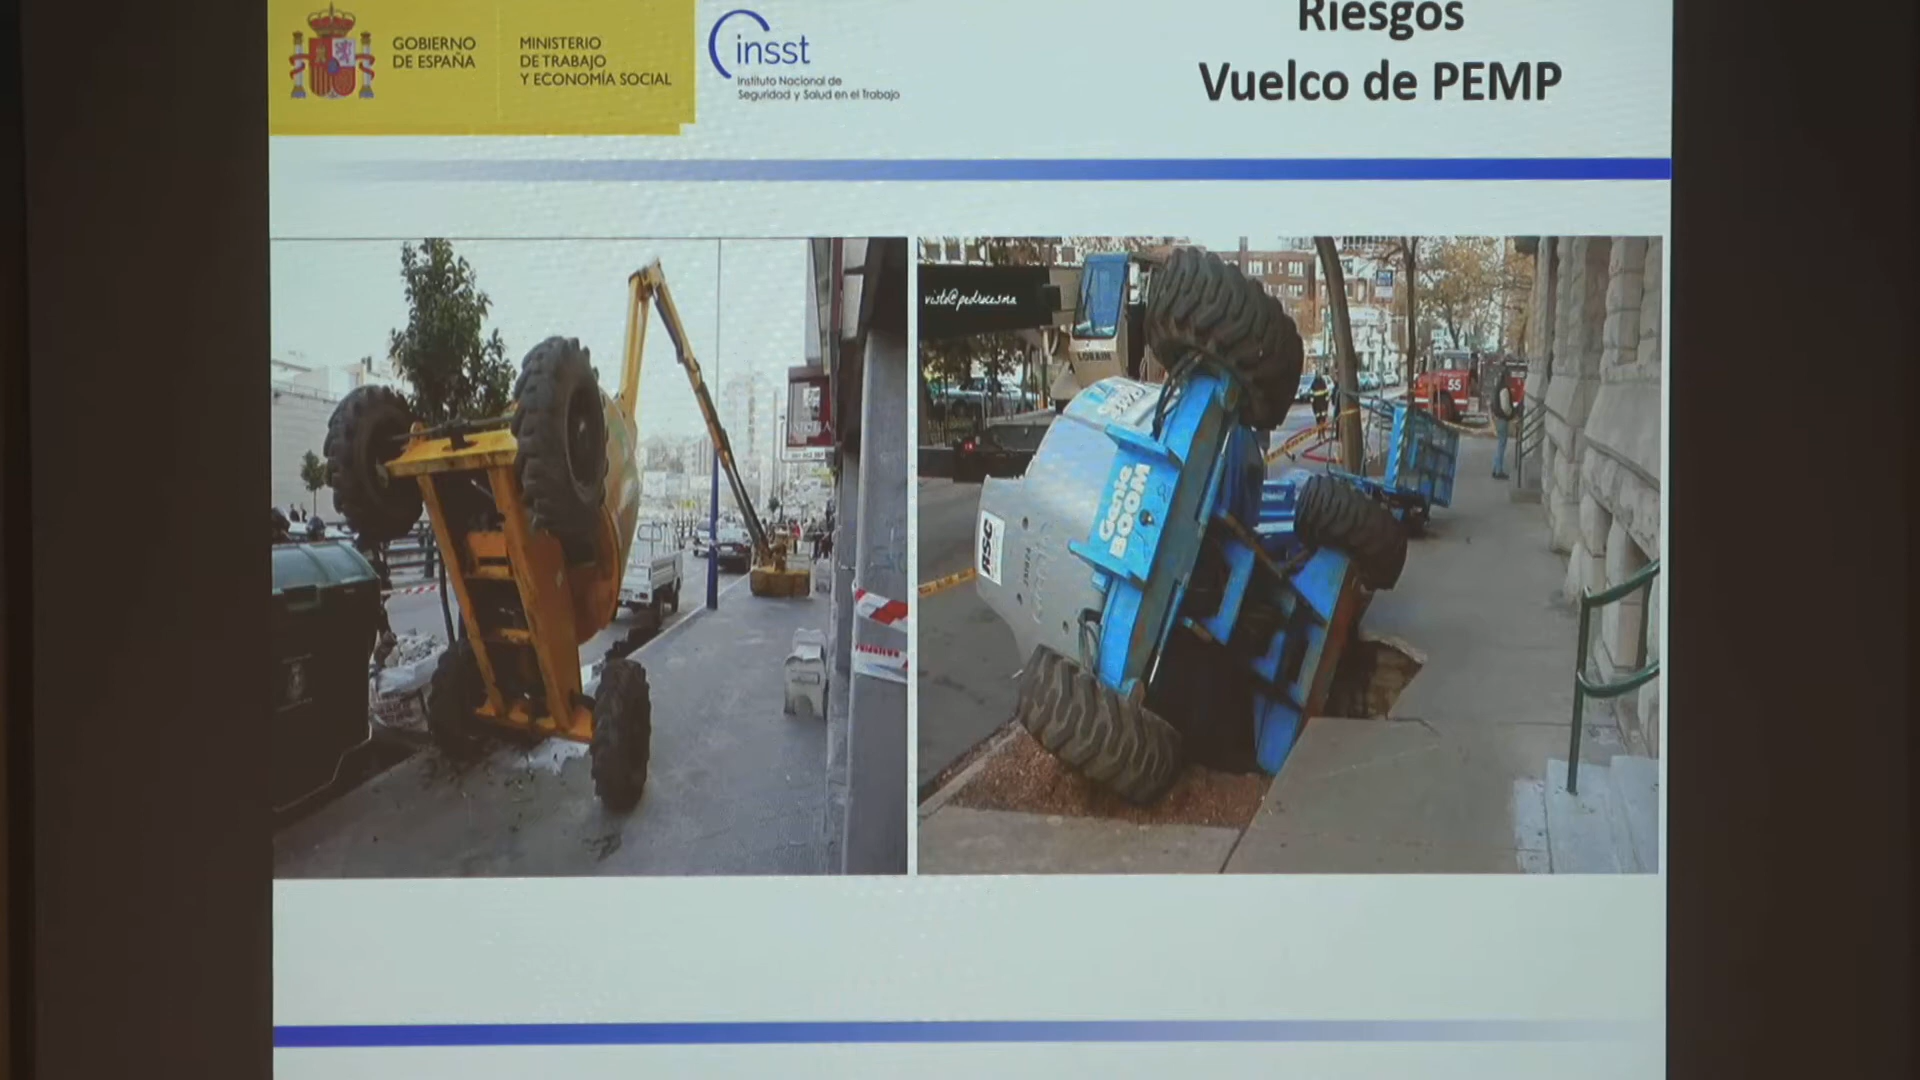 GOBIERNO
DE ESPAÑA
MINISTERIO
DE TRABAJO
Y ECONOMÍA SOCIAL
insst
Instituto Nacional de
Seguridad y Salud en el Trabajo
Riesgos
Vuelco de PEMP
LORAIN
Genie
BOOM
RSC
55